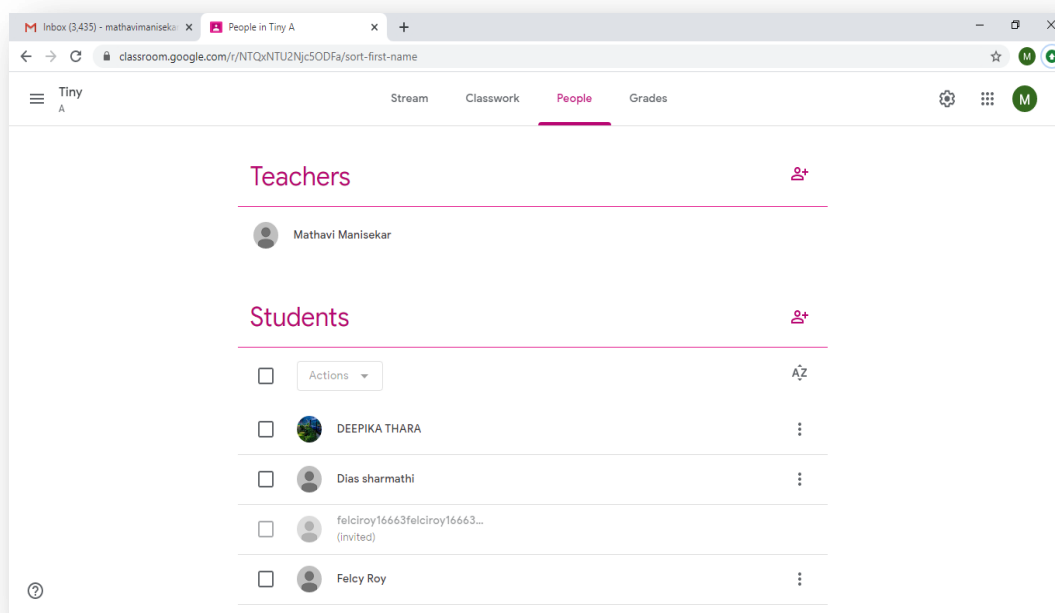 Inbox (3,435) - mathavimaniseka
People in Tiny A
classroom.google.com/r/NTQxNTU2Njc5ODFa/sort-first-name
M
Tiny
A
Stream Classwork People Grades
M
Teachers
Mathavi Manisekar
Students
Actions
AZ
DEEPIKA THARA
Dias sharmathi
felciroy16663felciroy16663...
(invited)
Felcy Roy